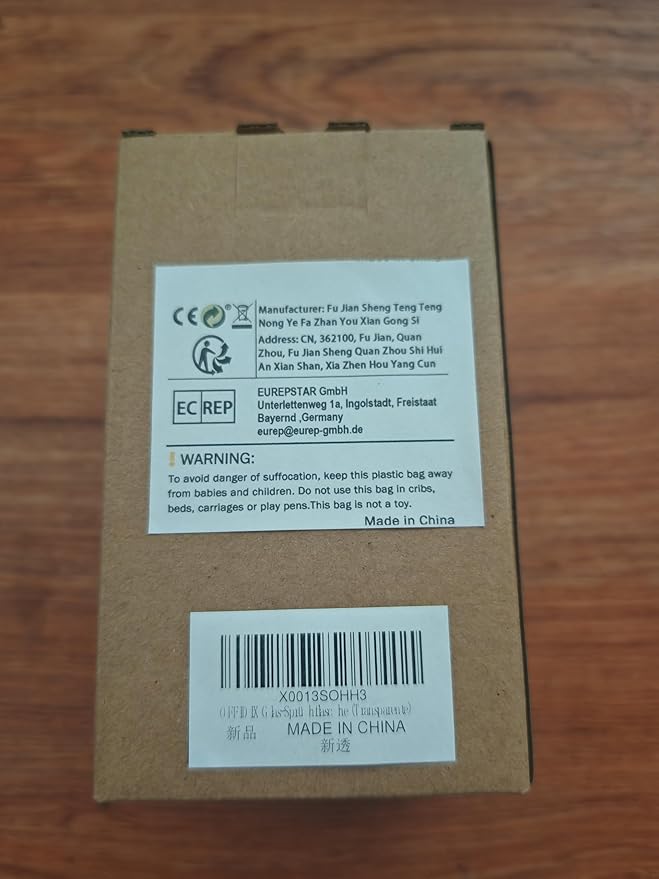 CE ®
Manufacturer: Fu Jian Sheng Teng Teng
Nong Ye Fa Zhan You Xian Gong Si
Address: CN, 362100, Fu Jian, Quan
Zhou, Fu Jian Sheng Quan Zhou Shi Hui
An Xian Shan, Xia Zhen Hou Yang Cun
EC REP
EUREPSTAR GmbH
Unterlettenweg 1a, Ingolstadt, Freistaat
Bayernd ,Germany
eurep@eurep-gmbh.de
! WARNING:
To avoid danger of suffocation, keep this plastic bag away
from babies and children. Do not use this bag in cribs,
beds, carriages or play pens.This bag is not a toy.
Made in China
X0013SOHH3
(Transparente)
新品 MADE IN CHINA
新透